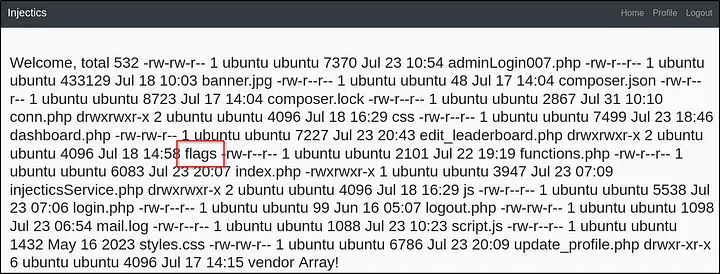 Injectics
Home Profile Logout
Welcome, total 532 -rw-rw-r-- 1 ubuntu ubuntu 7370 Jul 23 10:54 adminLogin007.php -rw-r--r-- 1 ubuntu
ubuntu 433129 Jul 18 10:03 banner.jpg -rw-r--r-- 1 ubuntu ubuntu 48 Jul 17 14:04 composer.json -rw-r--
r-- 1 ubuntu ubuntu 8723 Jul 17 14:04 composer.lock -rw-r--r-- 1 ubuntu ubuntu 2867 Jul 31 10:10
conn.php drwxrwxr-x 2 ubuntu ubuntu 4096 Jul 18 16:29 css -rw-r--r-- 1 ubuntu ubuntu 7499 Jul 23 18:46
dashboard.php -rw-rw-r-- 1 ubuntu ubuntu 7227 Jul 23 20:43 edit_leaderboard.php drwxrwxr-x 2 ubuntu
ubuntu 4096 Jul 18 14:58 flags -rw-r--r-- 1 ubuntu ubuntu 2101 Jul 22 19:19 functions.php -rw-r--r-- 1
ubuntu ubuntu 6083 Jul 23 20:07 index.php -rwxrwxr-x 1 ubuntu ubuntu 3947 Jul 23 07:09
injecticsService.php drwxrwxr-x 2 ubuntu ubuntu 4096 Jul 18 16:29 js -rw-rw-r-- 1 ubuntu ubuntu 5538 Jul
23 07:06 login.php -rw-r--r-- 1 ubuntu ubuntu 99 Jun 16 05:07 logout.php -rw-rw-r-- 1 ubuntu ubuntu 1098
Jul 23 06:54 mail.log -rw-rw-r-- 1 ubuntu ubuntu 1088 Jul 23 10:23 script.js -rw-r--r-- 1 ubuntu ubuntu
1432 May 16 2023 styles.css -rw-rw-r-- 1 ubuntu ubuntu 6786 Jul 23 20:09 update_profile.php drwxr-xr-x
6 ubuntu ubuntu 4096 Jul 17 14:15 vendor Array!